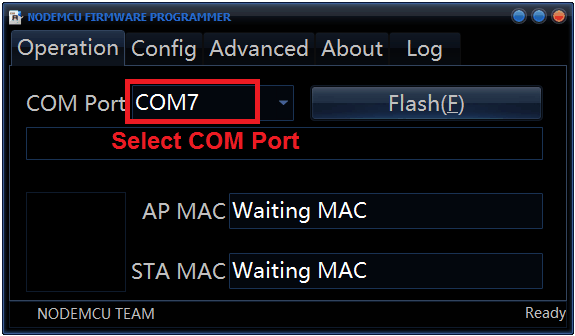 NODEMCU FIRMWARE PROGRAMMER
Operation Config Advanced About Log
COM Port COM7 Flash(F)
Select COM Port
AP MAC Waiting MAC
STA MAC Waiting MAC
NODEMCU TEAM Ready